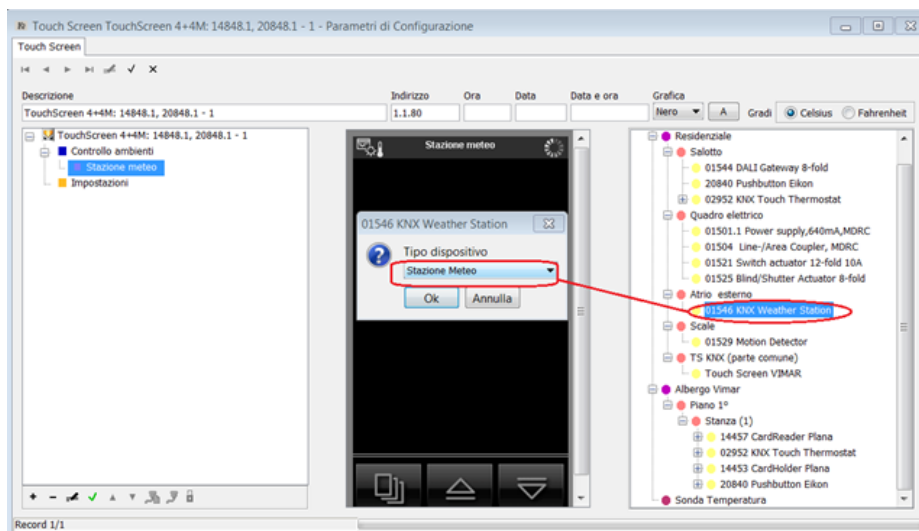 Touch Screen TouchScreen 4+4M: 14848.1, 20848.1 - 1 - Parametri di Configurazione
Touch Screen
Descrizione
Indirizzo
Ora
Data
Data e ora
Grafica
TouchScreen 4+4M: 14848.1, 20848.1 - 1
1.1.80
Nero
A
Gradi
Celsius
Fahrenheit
TouchScreen 4+4M: 14848.1, 20848.1 - 1
Controllo ambienti
Stazione meteo
Impostazioni
Stazione meteo
01546 KNX Weather Station
Tipo dispositivo
Stazione Meteo
Ok
Annulla
Residenziale
Salotto
01544 DALI Gateway 8-fold
20840 Pushbutton Eikon
02952 KNX Touch Thermostat
Quadro elettrico
01501.1 Power supply,640mA,MDRC
01504 Line-/Area Coupler, MDRC
01521 Switch actuator 12-fold 10A
01525 Blind/Shutter Actuator 8-fold
Atrio esterno
01546 KNX Weather Station
Scale
01529 Motion Detector
TS KNX (parte comune)
Touch Screen VIMAR
Albergo Vimar
Piano 1°
Stanza (1)
14457 CardReader Plana
02952 KNX Touch Thermostat
14453 CardHolder Plana
20840 Pushbutton Eikon
Sonda Temperatura
Record 1/1